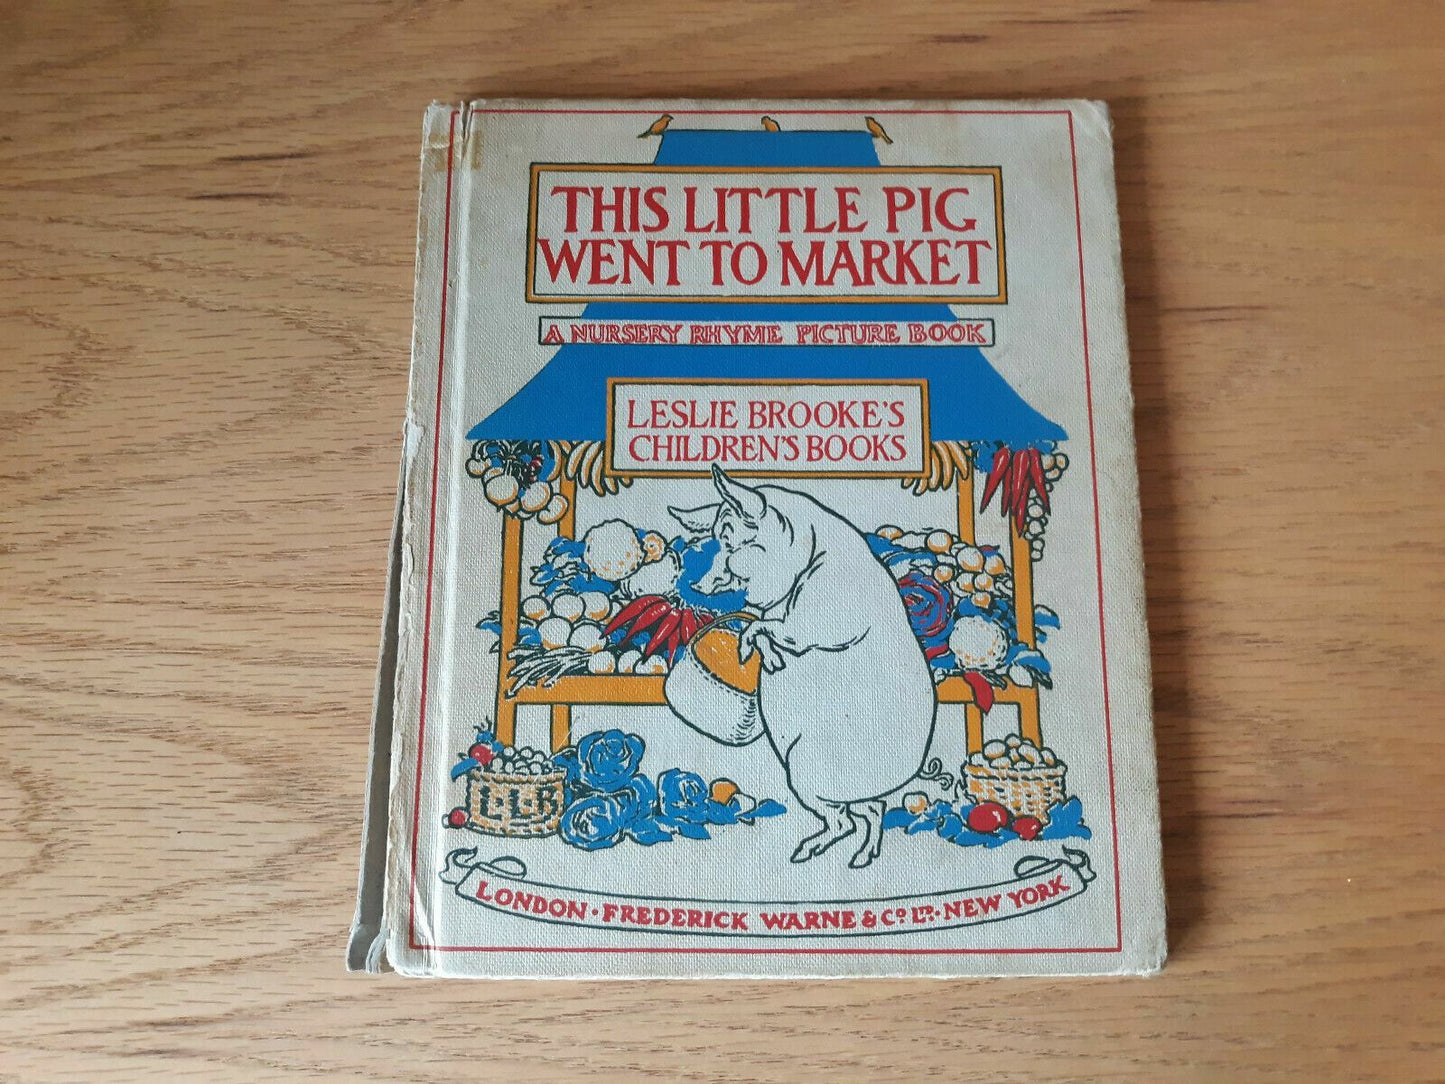 THIS LITTLE PIG
WENT TO MARKET
A NURSERY RHYME PICTURE BOOK
LESLIE BROOKE'S
CHILDREN'S BOOKS
L·L·B
LONDON · FREDERICK WARNE & Co. LTD. · NEW YORK